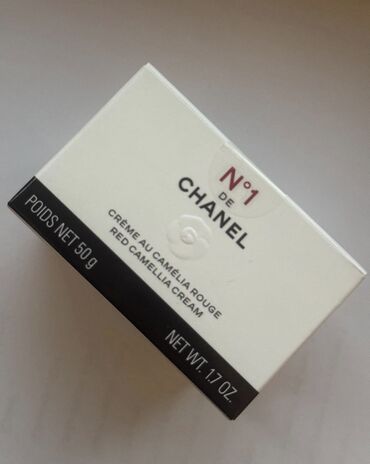 N°1
DE
CHANEL
CRÈME AU CAMÉLIA ROUGE
RED CAMELLIA CREAM
POIDS NET 50 g
NET WT. 1.7 OZ.